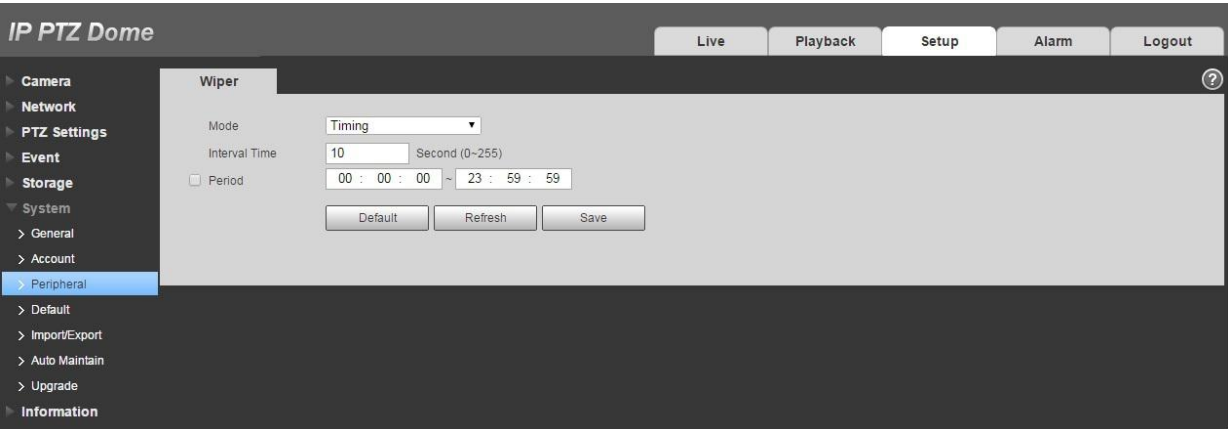 IP PTZ Dome
Live Playback Setup Alarm Logout
Camera
Network
PTZ Settings
Event
Storage
System
> General
> Account
> Peripheral
> Default
> Import/Export
> Auto Maintain
> Upgrade
Information
Wiper
?
Mode Timing
Interval Time 10 Second (0~255)
Period 00 : 00 : 00 ~ 23 : 59 : 59
Default Refresh Save